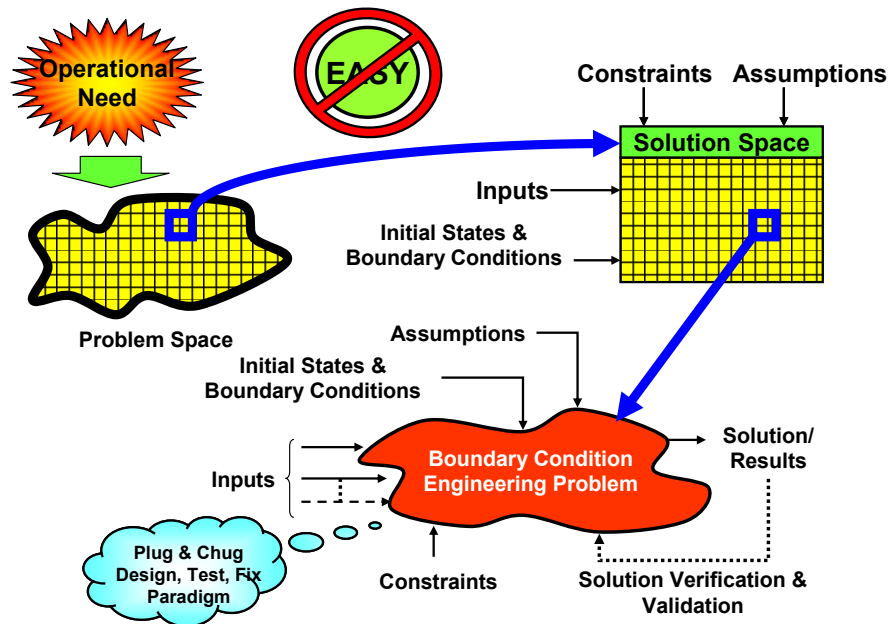 Operational
Need
EASY
Constraints
Assumptions
Solution Space
Inputs
Initial States &
Boundary Conditions
Problem Space
Assumptions
Initial States &
Boundary Conditions
Boundary Condition
Engineering Problem
Solution/
Results
Inputs
Plug & Chug
Design, Test, Fix
Paradigm
Constraints
Solution Verification &
Validation